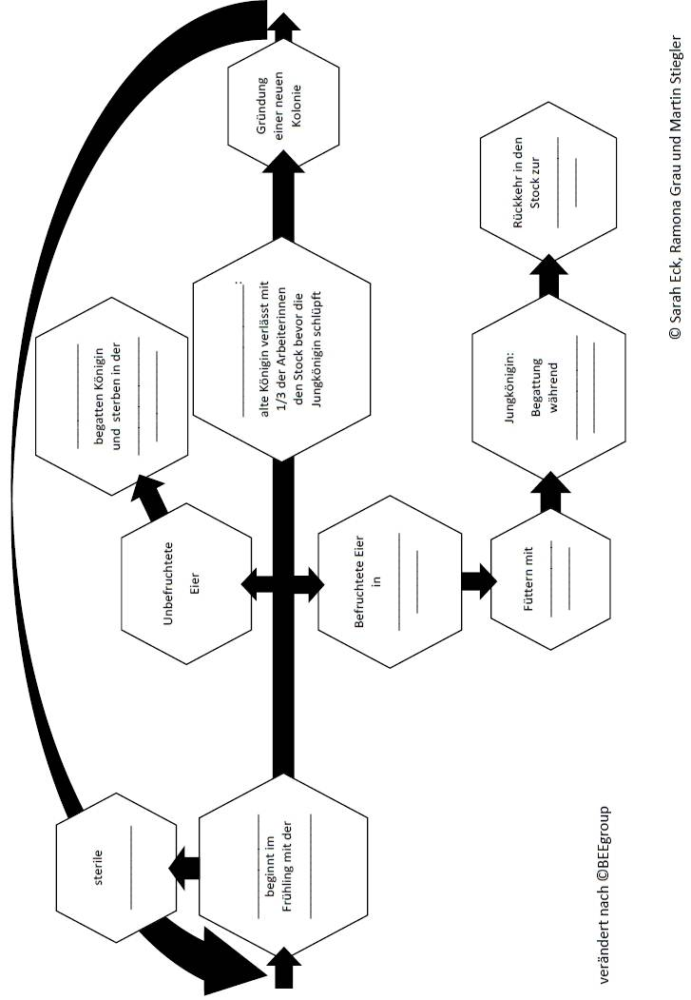 sterile
beginnt im
Frühling mit der
Unbefruchtete
Eier
begatten Königin
und sterben in der
Befruchtete Eier
in
Füttern mit
Jungkönigin:
Begattung
während
Rückkehr in den
Stock zur
:
alte Königin verlässt mit
1/3 der Arbeiterinnen
den Stock bevor die
Jungkönigin schlüpft
Gründung
einer neuen
Kolonie
verändert nach ©BEEgroup
© Sarah Eck, Ramona Grau und Martin Stiegler